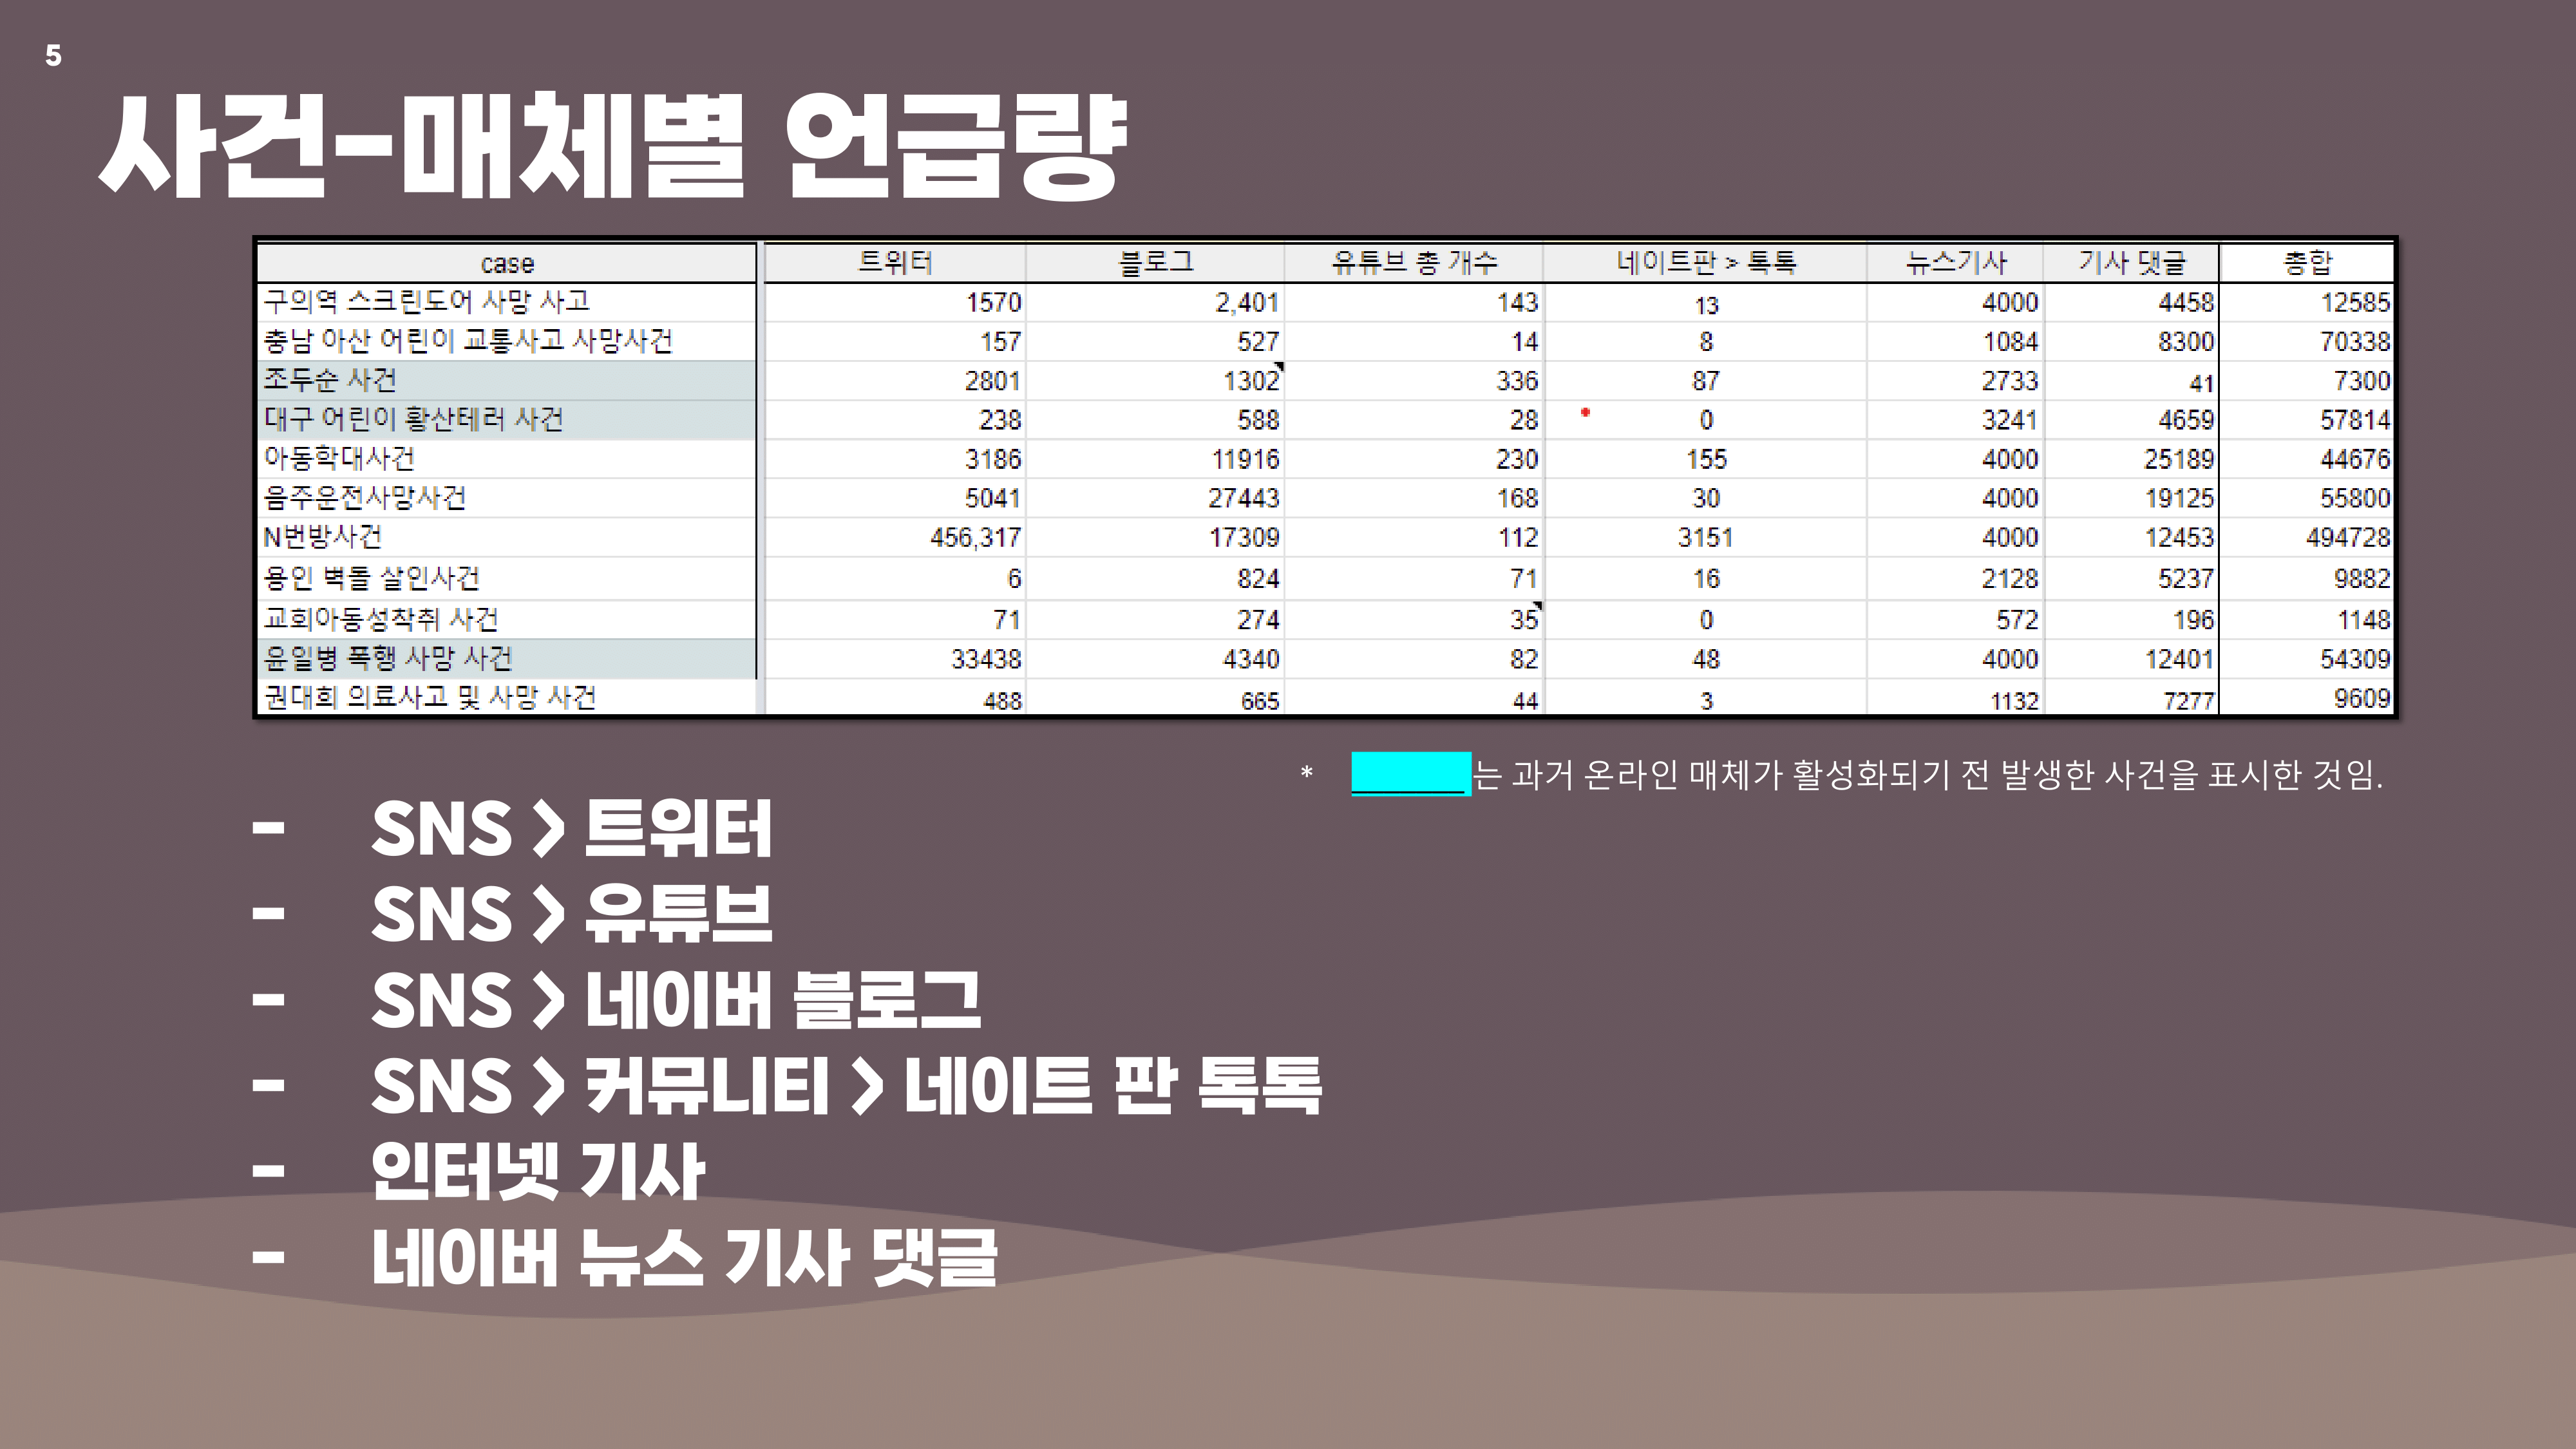 5
사건-매체별 언급량
case 트위터 블로그 유튜브 총 개수 네이트판 > 톡톡 뉴스기사 기사 댓글 총합
구의역 스크린도어 사망 사고 1570 2,401 143 13 4000 4458 12585
충남 아산 어린이 교통사고 사망사건 157 527 14 8 1084 8300 70338
조두순 사건 2801 1302 336 87 2733 41 7300
대구 어린이 황산테러 사건 238 588 28 0 3241 4659 57814
아동학대사건 3186 11916 230 155 4000 25189 44676
음주운전사망사건 5041 27443 168 30 4000 19125 55800
N번방사건 456,317 17309 112 3151 4000 12453 494728
용인 벽돌 살인사건 6 824 71 16 2128 5237 9882
교회아동성착취 사건 71 274 35 0 572 196 1148
윤일병 폭행 사망 사건 33438 4340 82 48 4000 12401 54309
권대희 의료사고 및 사망 사건 488 665 44 3 1132 7277 9609
* 는 과거 온라인 매체가 활성화되기 전 발생한 사건을 표시한 것임.
- SNS > 트위터
- SNS > 유튜브
- SNS > 네이버 블로그
- SNS > 커뮤니티 > 네이트 판 톡톡
- 인터넷 기사
- 네이버 뉴스 기사 댓글